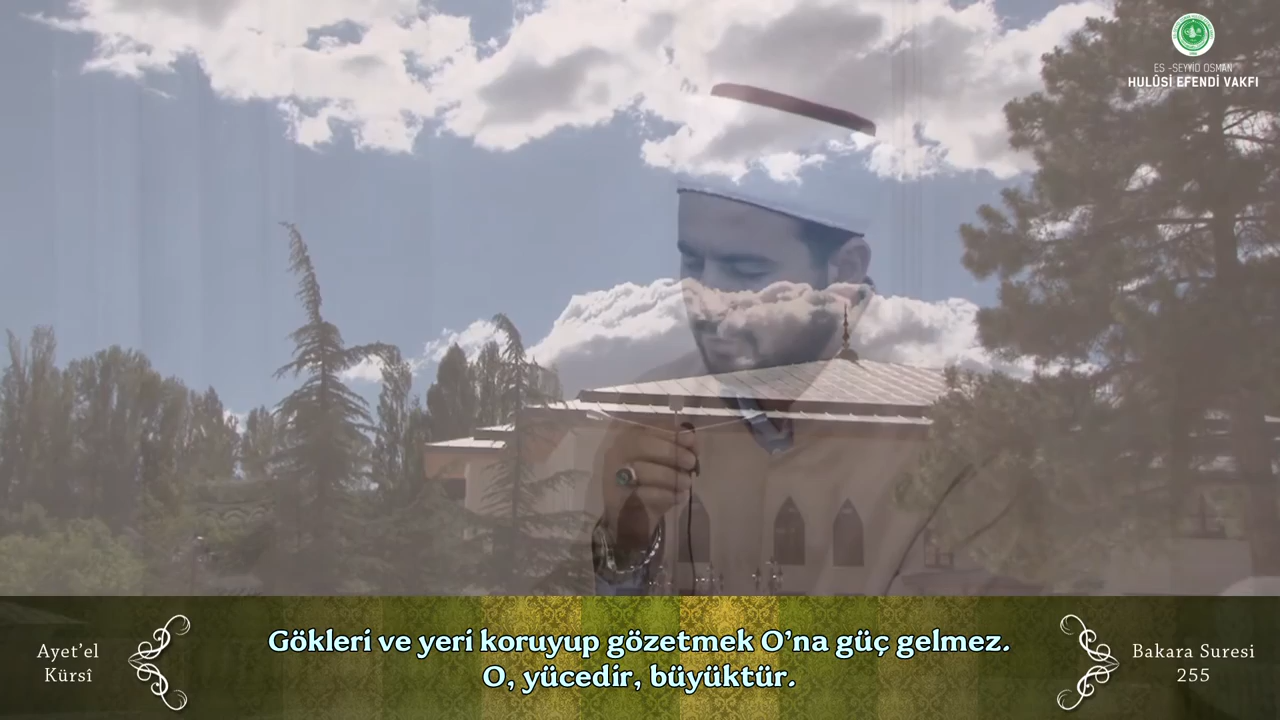 ES -SEYYİD OSMAN
HULÛSİ EFENDİ VAKFI
Gökleri ve yeri koruyup gözetmek O'na güç gelmez.
O, yücedir, büyüktür.
Ayet'el
Kürsî
Bakara Suresi
255